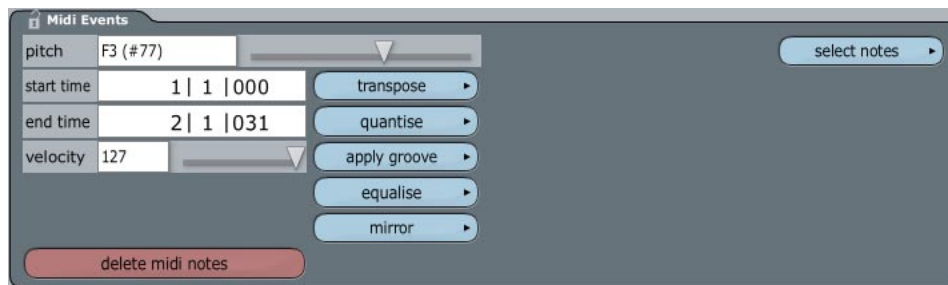 Midi Events
pitch F3 (#77) select notes
start time 1| 1 |000 transpose
end time 2| 1 |031 quantise
velocity 127 apply groove
equalise
mirror
delete midi notes